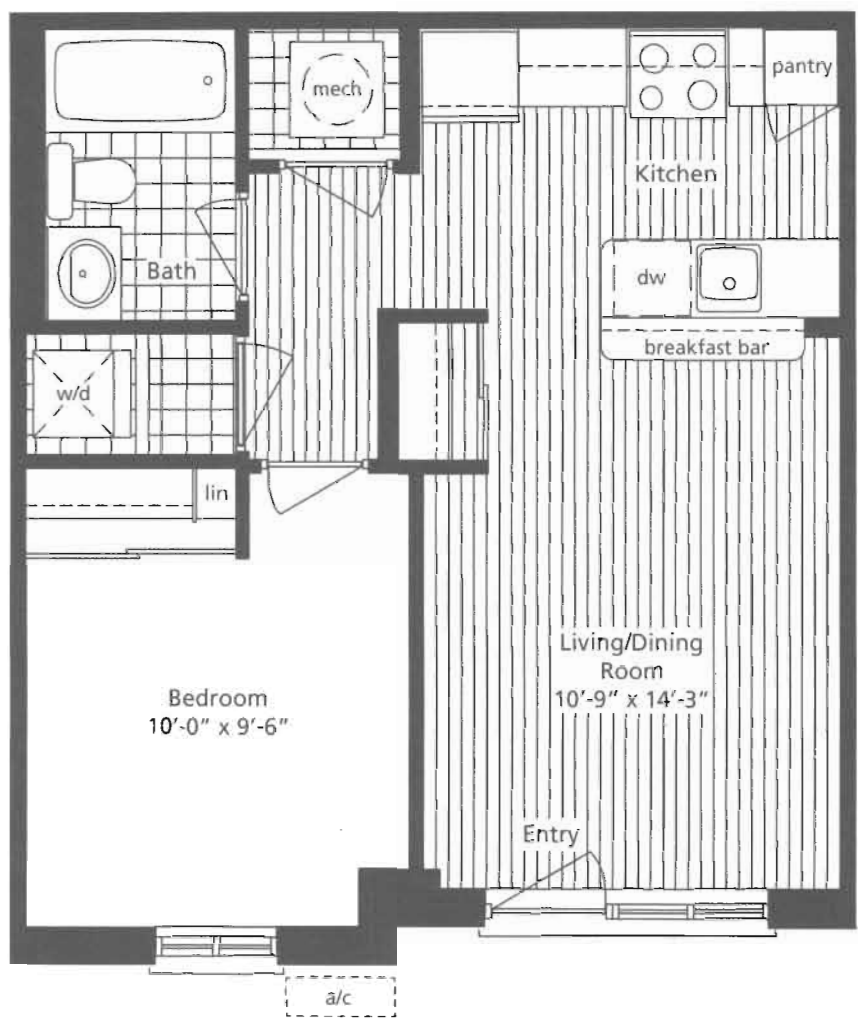 mech
pantry
Kitchen
Bath
dw
breakfast bar
w/d
lin
Living/Dining
Room
10'-9" x 14'-3"
Bedroom
10'-0" x 9'-6"
Entry
a/c